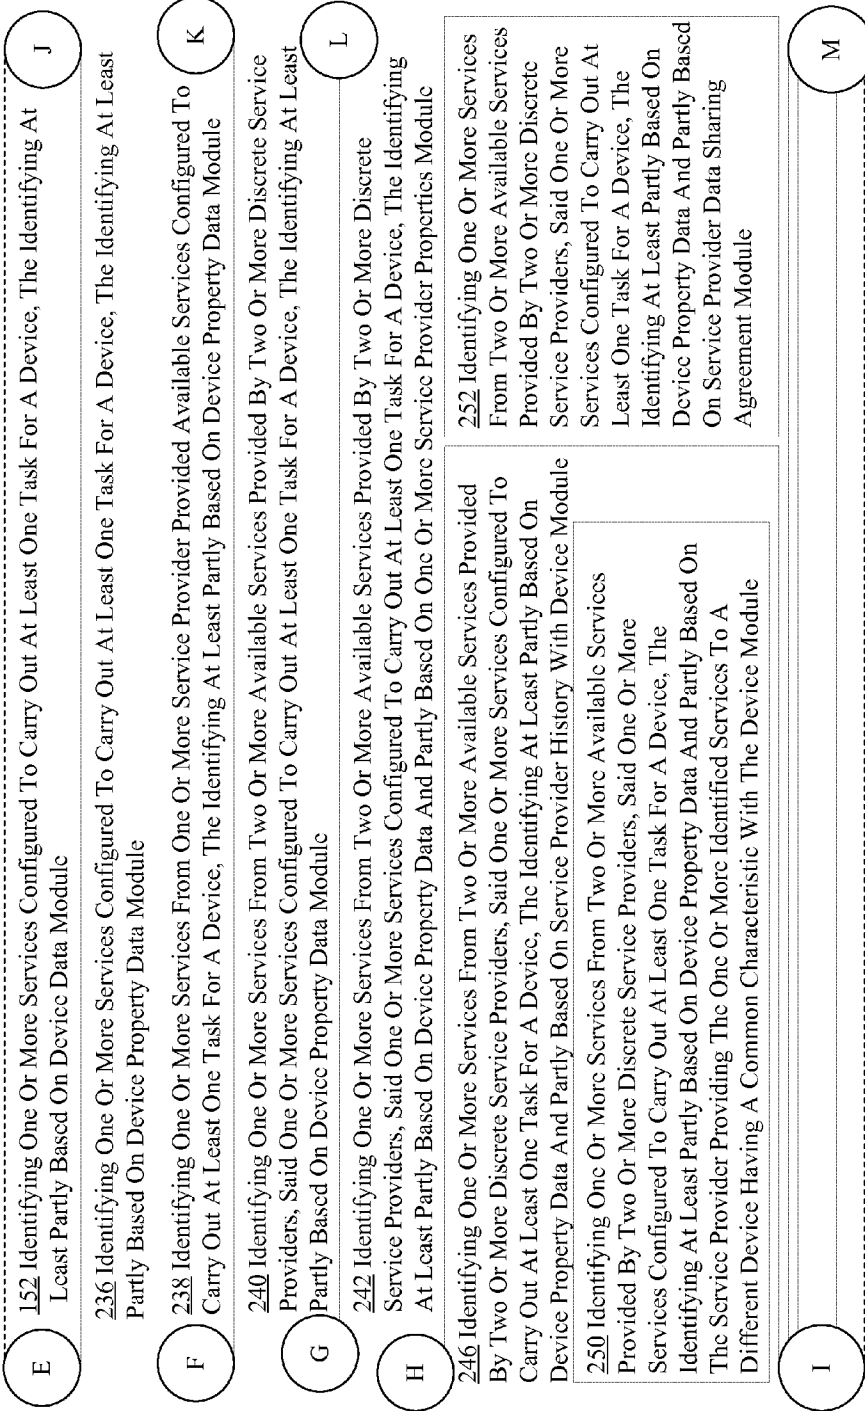 E
J
152 Identifying One Or More Services Configured To Carry Out At Least One Task For A Device, The Identifying At
Least Partly Based On Device Data Module
236 Identifying One Or More Services Configured To Carry Out At Least One Task For A Device, The Identifying At Least
Partly Based On Device Property Data Module
F
K
238 Identifying One Or More Services From One Or More Service Provider Provided Available Services Configured To
Carry Out At Least One Task For A Device, The Identifying At Least Partly Based On Device Property Data Module
240 Identifying One Or More Services From Two Or More Available Services Provided By Two Or More Discrete Service
Providers, Said One Or More Services Configured To Carry Out At Least One Task For A Device, The Identifying At Least
Partly Based On Device Property Data Module
G
L
242 Identifying One Or More Services From Two Or More Available Services Provided By Two Or More Discrete
Service Providers, Said One Or More Services Configured To Carry Out At Least One Task For A Device, The Identifying
At Least Partly Based On Device Property Data And Partly Based On One Or More Service Provider Properties Module
H
246 Identifying One Or More Services From Two Or More Available Services Provided
By Two Or More Discrete Service Providers, Said One Or More Services Configured To
Carry Out At Least One Task For A Device, The Identifying At Least Partly Based On
Device Property Data And Partly Based On Service Provider History With Device Module
250 Identifying One Or More Services From Two Or More Available Services
Provided By Two Or More Discrete Service Providers, Said One Or More
Services Configured To Carry Out At Least One Task For A Device, The
Identifying At Least Partly Based On Device Property Data And Partly Based On
The Service Provider Providing The One Or More Identified Services To A
Different Device Having A Common Characteristic With The Device Module
252 Identifying One Or More Services
From Two Or More Available Services
Provided By Two Or More Discrete
Service Providers, Said One Or More
Services Configured To Carry Out At
Least One Task For A Device, The
Identifying At Least Partly Based On
Device Property Data And Partly Based
On Service Provider Data Sharing
Agreement Module
I
M